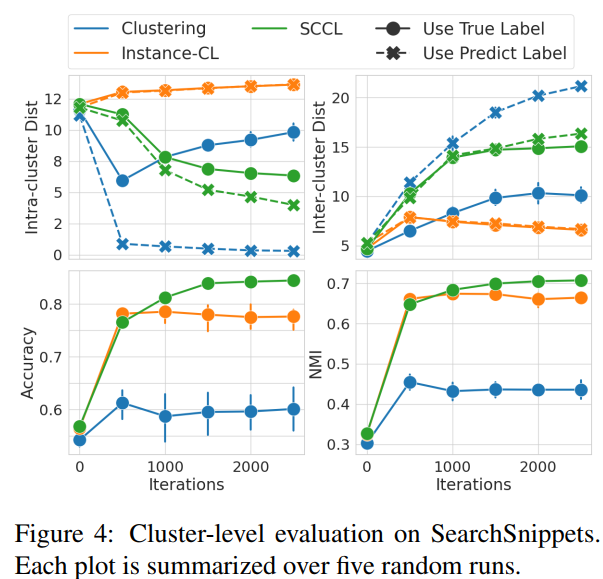 Clustering SCCL Use True Label
Instance-CL Use Predict Label
Intra-cluster Dist
12
10
8
5
2
0
Inter-cluster Dist
20
15
10
5
Accuracy
0.8
0.7
0.6
0 1000 2000
Iterations
NMI
0.7
0.6
0.5
0.4
0.3
0 1000 2000
Iterations
Figure 4: Cluster-level evaluation on SearchSnippets.
Each plot is summarized over five random runs.